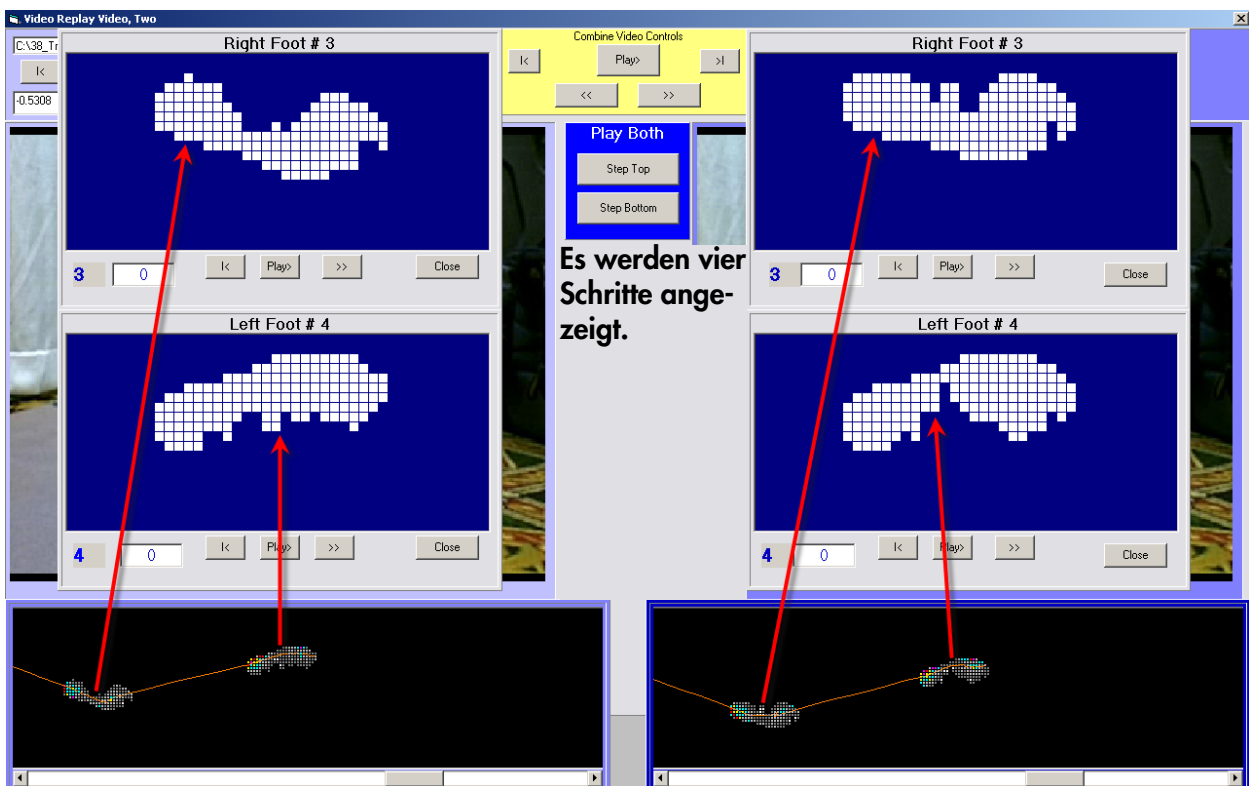 Video Replay Video, Two
C:\38_Tr
|<
-0.5308
Right Foot # 3
3 0 |< Play> >> Close
Left Foot # 4
4 0 |< Play> >> Close
Combine Video Controls
|< Play> >|
<< >>
Play Both
Step Top
Step Bottom
Es werden vier
Schritte ange-
zeigt.
Right Foot # 3
3 0 |< Play> >> Close
Left Foot # 4
4 0 |< Play> >> Close